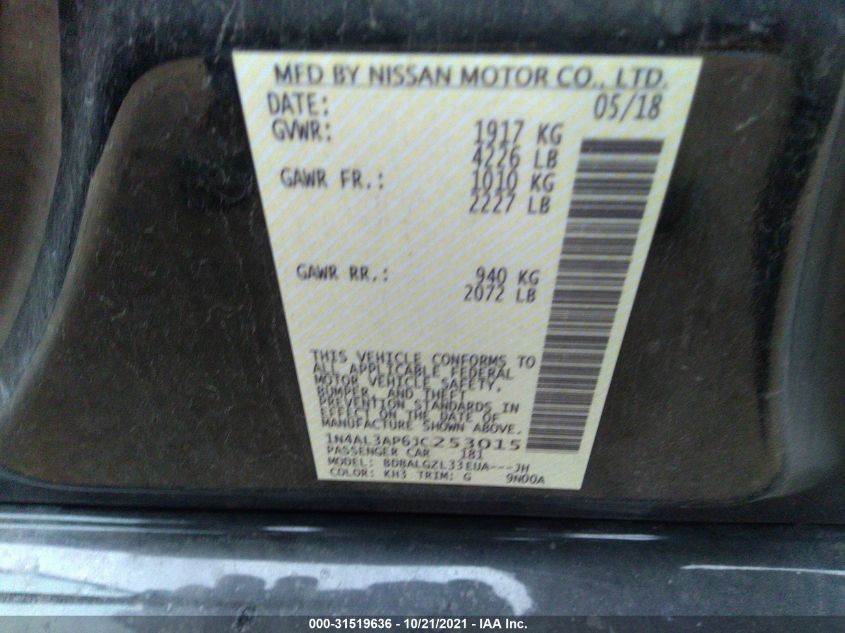 MFD BY NISSAN MOTOR CO., LTD.
DATE: 05/18
GVWR: 1917 KG
4226 LB
GAWR FR.: 1010 KG
2227 LB
GAWR RR.: 940 KG
2072 LB
THIS VEHICLE CONFORMS TO
ALL APPLICABLE FEDERAL
MOTOR VEHICLE SAFETY,
BUMPER, AND THEFT
PREVENTION STANDARDS IN
EFFECT ON THE DATE OF
MANUFACTURE SHOWN ABOVE.
1N4AL3AP6JC253015
PASSENGER CAR 181
MODEL: BDBALGZL33EUA---JH
COLOR: KH3 TRIM: G 9N00A
000-31519636 - 10/21/2021 - IAA Inc.